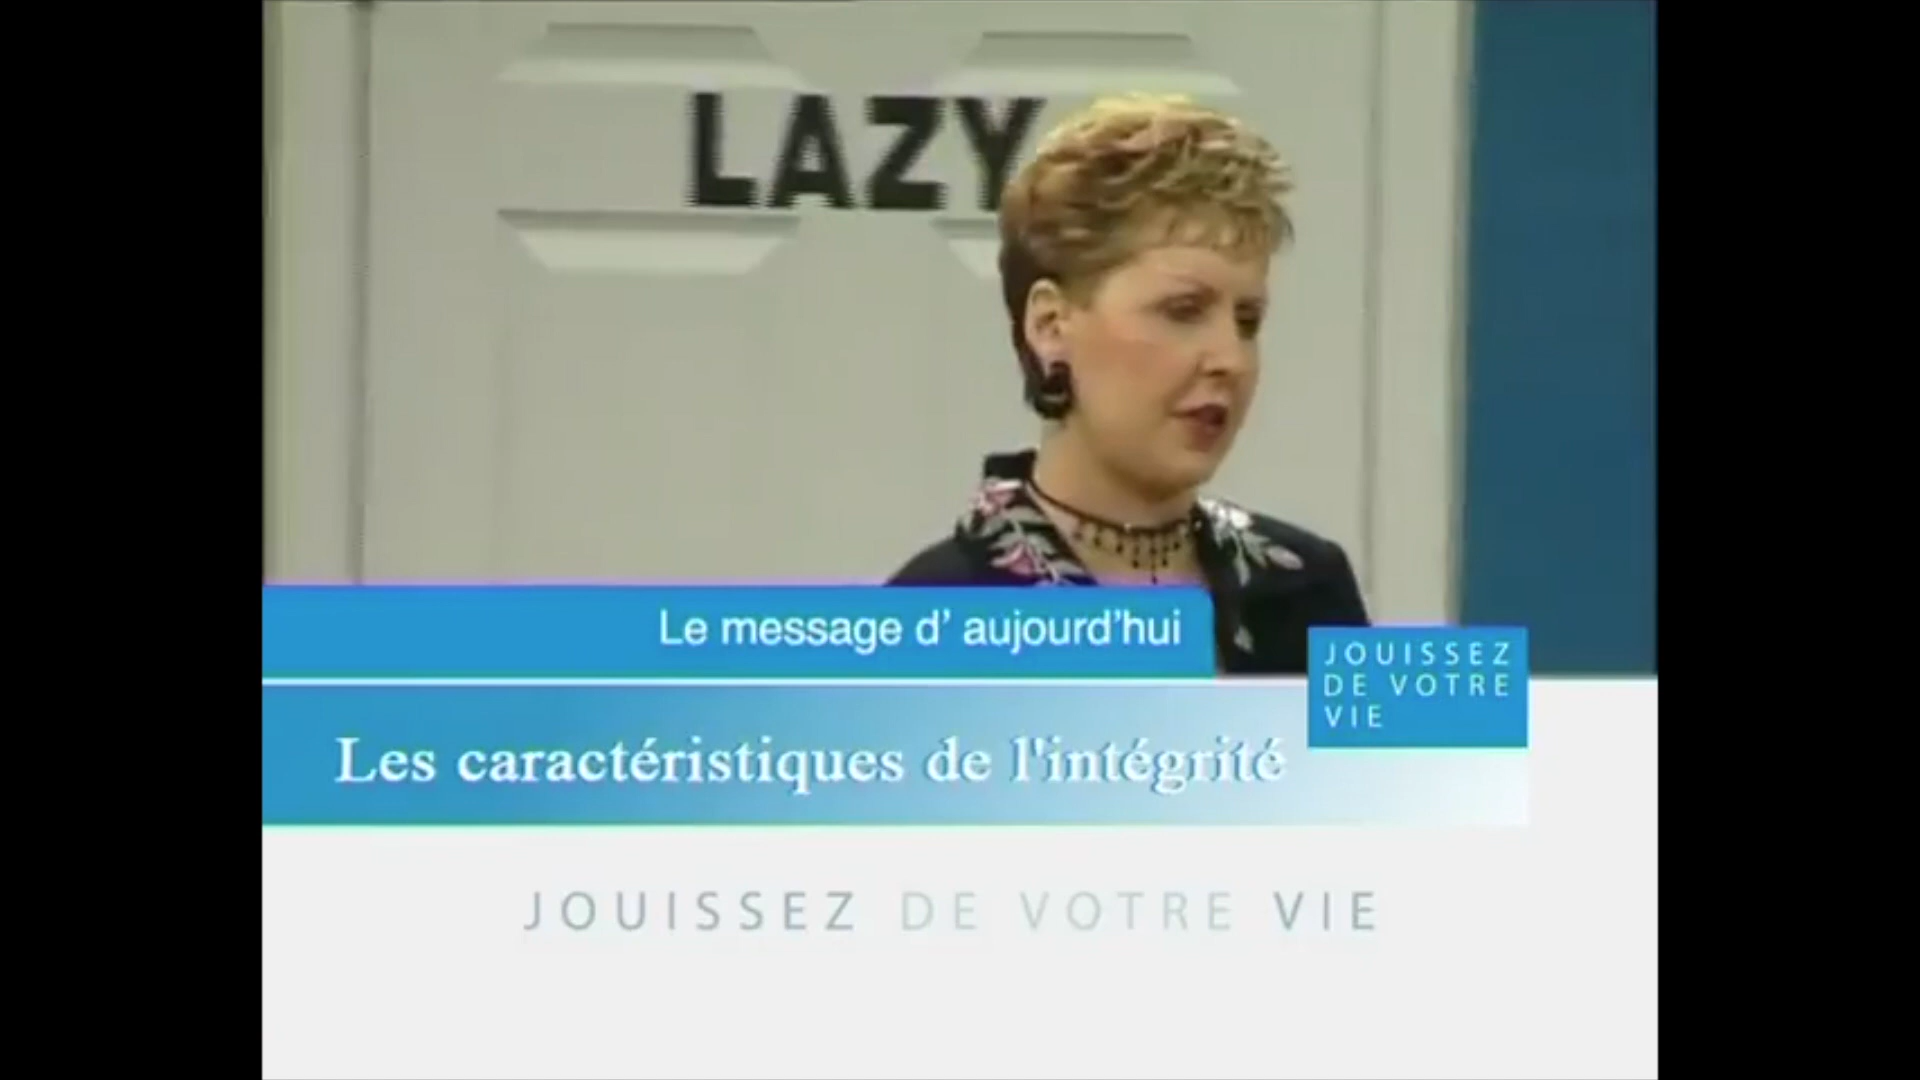 LAZY
Le message d' aujourd'hui
JOUISSEZ
DE VOTRE
VIE
Les caractéristiques de l'intégrité
JOUISSEZ DE VOTRE VIE